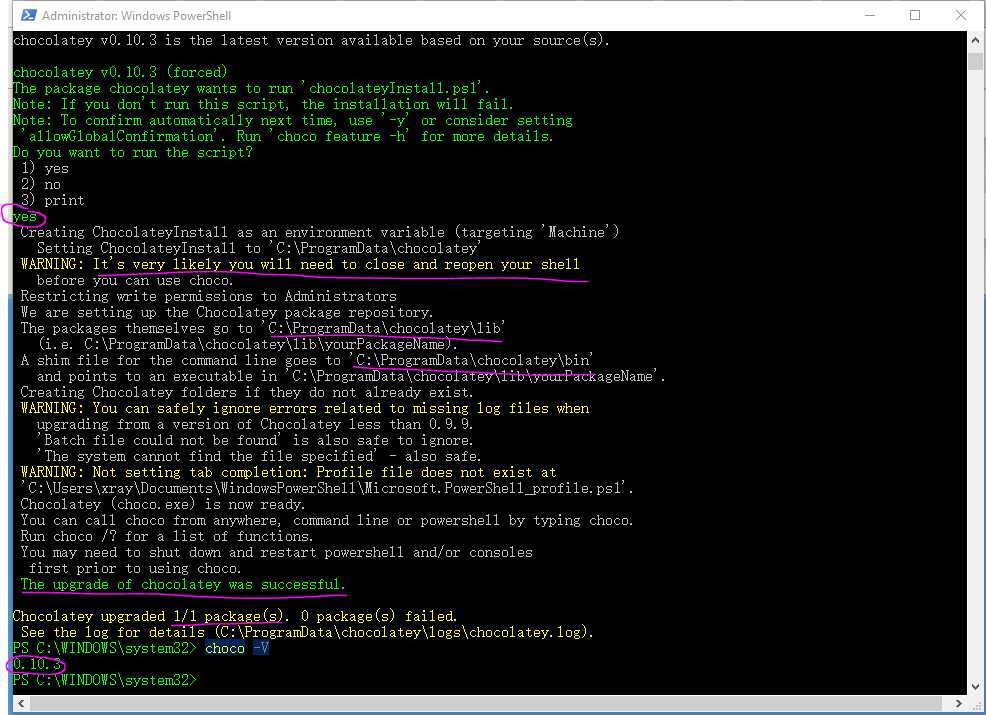 Administrator: Windows PowerShell
chocolatey v0.10.3 is the latest version available based on your source(s).
chocolatey v0.10.3 (forced)
The package chocolatey wants to run 'chocolateyInstall.ps1'.
Note: If you don't run this script, the installation will fail.
Note: To confirm automatically next time, use '-y' or consider setting
'allowGlobalConfirmation'. Run 'choco feature -h' for more details.
Do you want to run the script?
1) yes
2) no
3) print
yes
Creating ChocolateyInstall as an environment variable (targeting 'Machine')
Setting ChocolateyInstall to 'C:\ProgramData\chocolatey'
WARNING: It's very likely you will need to close and reopen your shell
before you can use choco.
Restricting write permissions to Administrators
We are setting up the Chocolatey package repository.
The packages themselves go to 'C:\ProgramData\chocolatey\lib'
(i.e. C:\ProgramData\chocolatey\lib\yourPackageName).
A shim file for the command line goes to 'C:\ProgramData\chocolatey\bin'
and points to an executable in 'C:\ProgramData\chocolatey\lib\yourPackageName'.
Creating Chocolatey folders if they do not already exist.
WARNING: You can safely ignore errors related to missing log files when
upgrading from a version of Chocolatey less than 0.9.9.
'Batch file could not be found' is also safe to ignore.
'The system cannot find the file specified' - also safe.
WARNING: Not setting tab completion: Profile file does not exist at
'C:\Users\xray\Documents\WindowsPowerShell\Microsoft.PowerShell_profile.ps1'.
Chocolatey (choco.exe) is now ready.
You can call choco from anywhere, command line or powershell by typing choco.
Run choco /? for a list of functions.
You may need to shut down and restart powershell and/or consoles
first prior to using choco.
The upgrade of chocolatey was successful.
Chocolatey upgraded 1/1 package(s). 0 package(s) failed.
See the log for details (C:\ProgramData\chocolatey\logs\chocolatey.log).
PS C:\WINDOWS\system32> choco -V
0.10.3
PS C:\WINDOWS\system32>